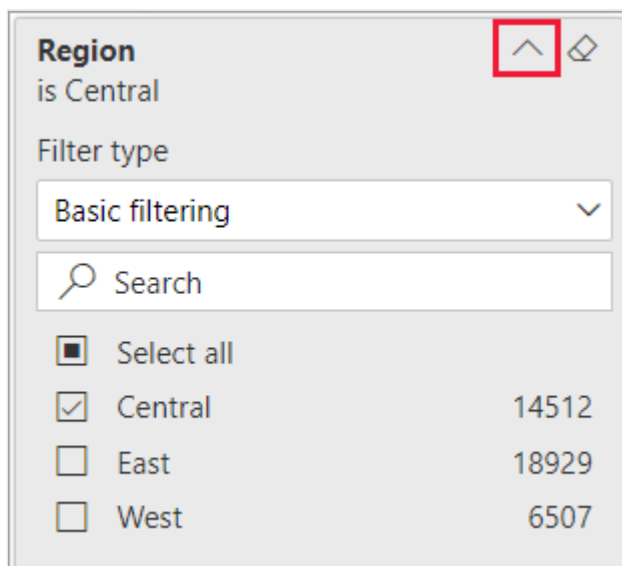 Region
is Central
Filter type
Basic filtering
Search
Select all
Central 14512
East 18929
West 6507